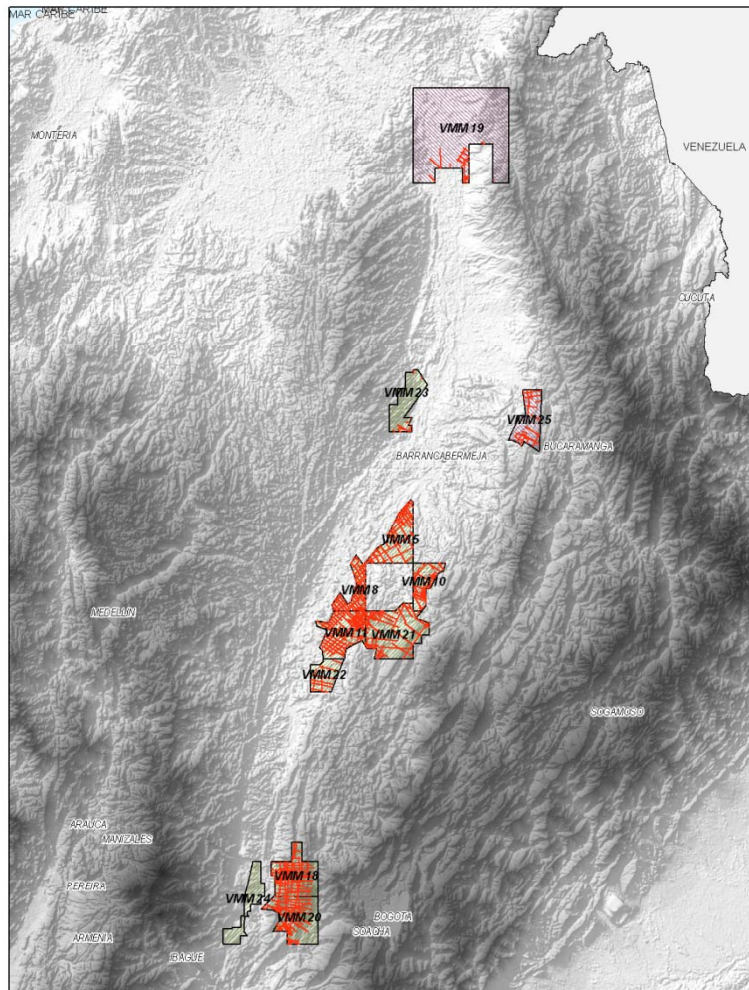 MAR CARIBE
MAR CARIBE
MONTERIA
VMM 19
VENEZUELA
CUCUTA
VMM 23
VMM 25
BUCARAMANGA
BARRANCABERMEJA
VMM 5
VMM 8
VMM 10
MEDELLIN
VMM 11
VMM 21
VMM 22
SOGAMOSO
ARAUCA
MANIZALES
VMM 18
PEREIRA
VMM 24
VMM 20
BOGOTA
SOACHA
ARMENIA
IBAGUE